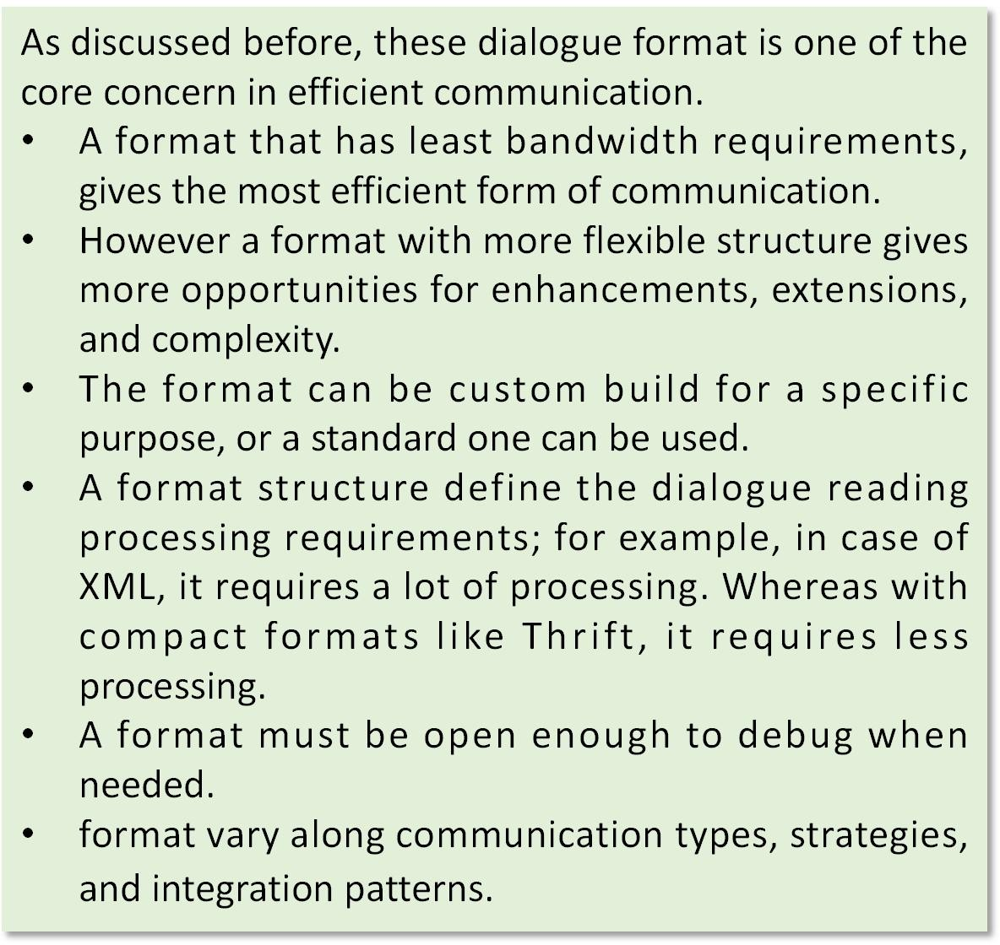 As discussed before, these dialogue format is one of the
core concern in efficient communication.
• A format that has least bandwidth requirements,
gives the most efficient form of communication.
• However a format with more flexible structure gives
more opportunities for enhancements, extensions,
and complexity.
• The format can be custom build for a specific
purpose, or a standard one can be used.
• A format structure define the dialogue reading
processing requirements; for example, in case of
XML, it requires a lot of processing. Whereas with
compact formats like Thrift, it requires less
processing.
• A format must be open enough to debug when
needed.
• format vary along communication types, strategies,
and integration patterns.